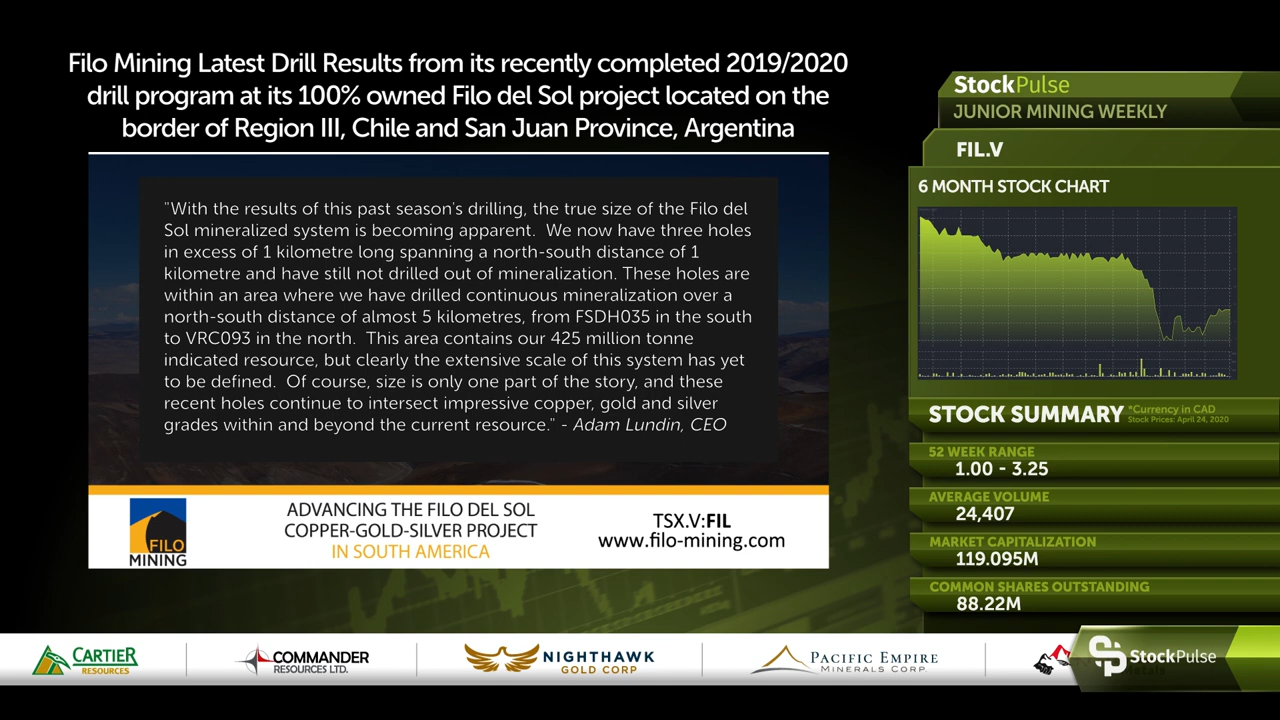 Filo Mining Latest Drill Results from its recently completed 2019/2020
drill program at its 100% owned Filo del Sol project located on the
border of Region III, Chile and San Juan Province, Argentina
"With the results of this past season's drilling, the true size of the Filo del
Sol mineralized system is becoming apparent. We now have three holes
in excess of 1 kilometre long spanning a north-south distance of 1
kilometre and have still not drilled out of mineralization. These holes are
within an area where we have drilled continuous mineralization over a
north-south distance of almost 5 kilometres, from FSDH035 in the south
to VRC093 in the north. This area contains our 425 million tonne
indicated resource, but clearly the extensive scale of this system has yet
to be defined. Of course, size is only one part of the story, and these
recent holes continue to intersect impressive copper, gold and silver
grades within and beyond the current resource." - Adam Lundin, CEO
FILO
MINING
ADVANCING THE FILO DEL SOL
COPPER-GOLD-SILVER PROJECT
IN SOUTH AMERICA
TSX.V:FIL
www.filo-mining.com
StockPulse
JUNIOR MINING WEEKLY
FIL.V
6 MONTH STOCK CHART
STOCK SUMMARY
*Currency in CAD
Stock Prices: April 24, 2020
52 WEEK RANGE
1.00 - 3.25
AVERAGE VOLUME
24,407
MARKET CAPITALIZATION
119.095M
COMMON SHARES OUTSTANDING
88.22M
CARTIER
RESOURCES
COMMANDER
RESOURCES LTD.
NIGHTHAWK
GOLD CORP
PACIFIC EMPIRE
MINERALS CORP.
StockPulse